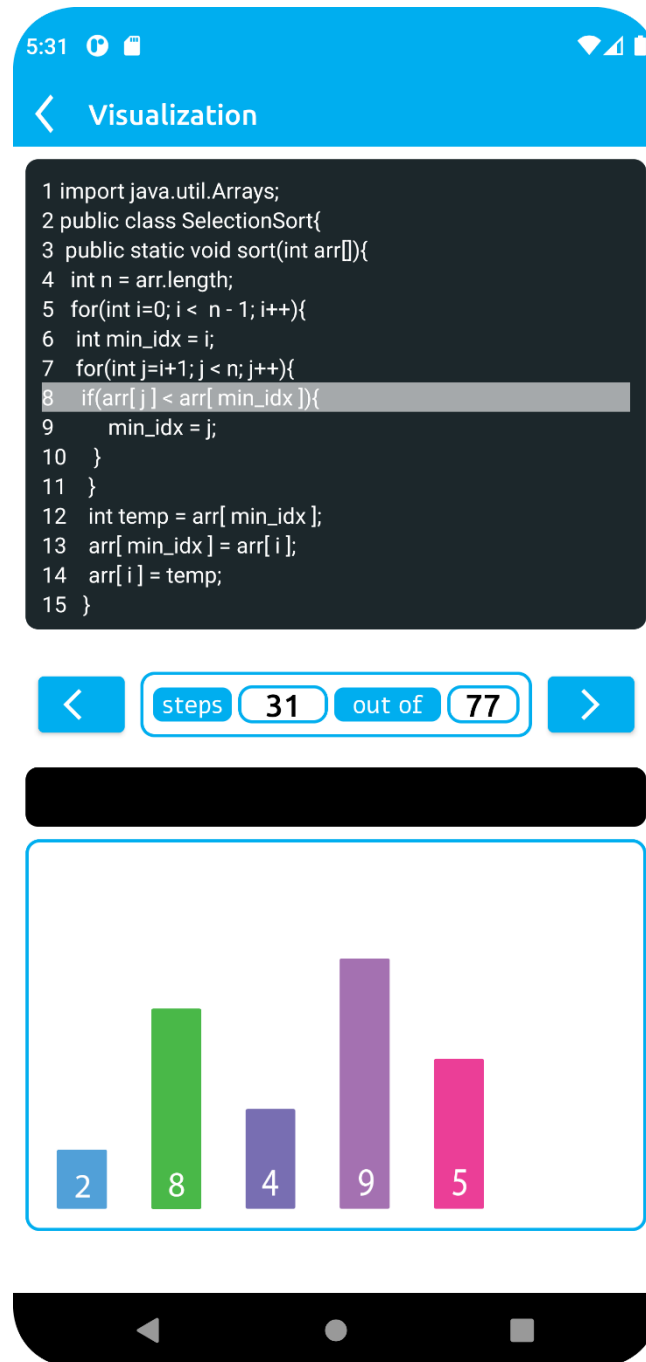 5:31
Visualization
1 import java.util.Arrays;
2 public class SelectionSort{
3 public static void sort(int arr[]){
4 int n = arr.length;
5 for(int i=0; i < n - 1; i++){
6 int min_idx = i;
7 for(int j=i+1; j < n; j++){
8 if(arr[ j ] < arr[ min_idx ]){
9 min_idx = j;
10 }
11 }
12 int temp = arr[ min_idx ];
13 arr[ min_idx ] = arr[ i ];
14 arr[ i ] = temp;
15 }
steps 31 out of 77
2 8 4 9 5